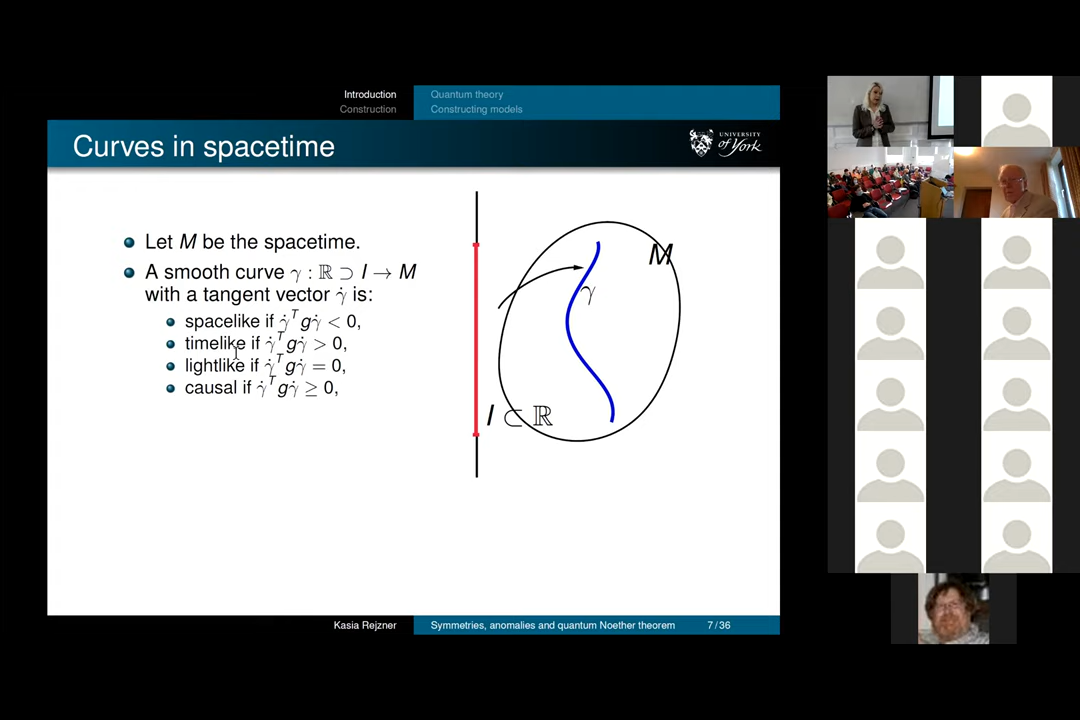 Introduction
Construction
Quantum theory
Constructing models
Curves in spacetime
UNIVERSITY
of York
Let M be the spacetime.
A smooth curve γ : ℝ ⊃ I → M
with a tangent vector γ̇ is:
spacelike if γ̇ᵀgγ̇ < 0,
timelike if γ̇ᵀgγ̇ > 0,
lightlike if γ̇ᵀgγ̇ = 0,
causal if γ̇ᵀgγ̇ ≥ 0,
M
γ
I ⊂ ℝ
Kasia Rejzner
Symmetries, anomalies and quantum Noether theorem
7/36